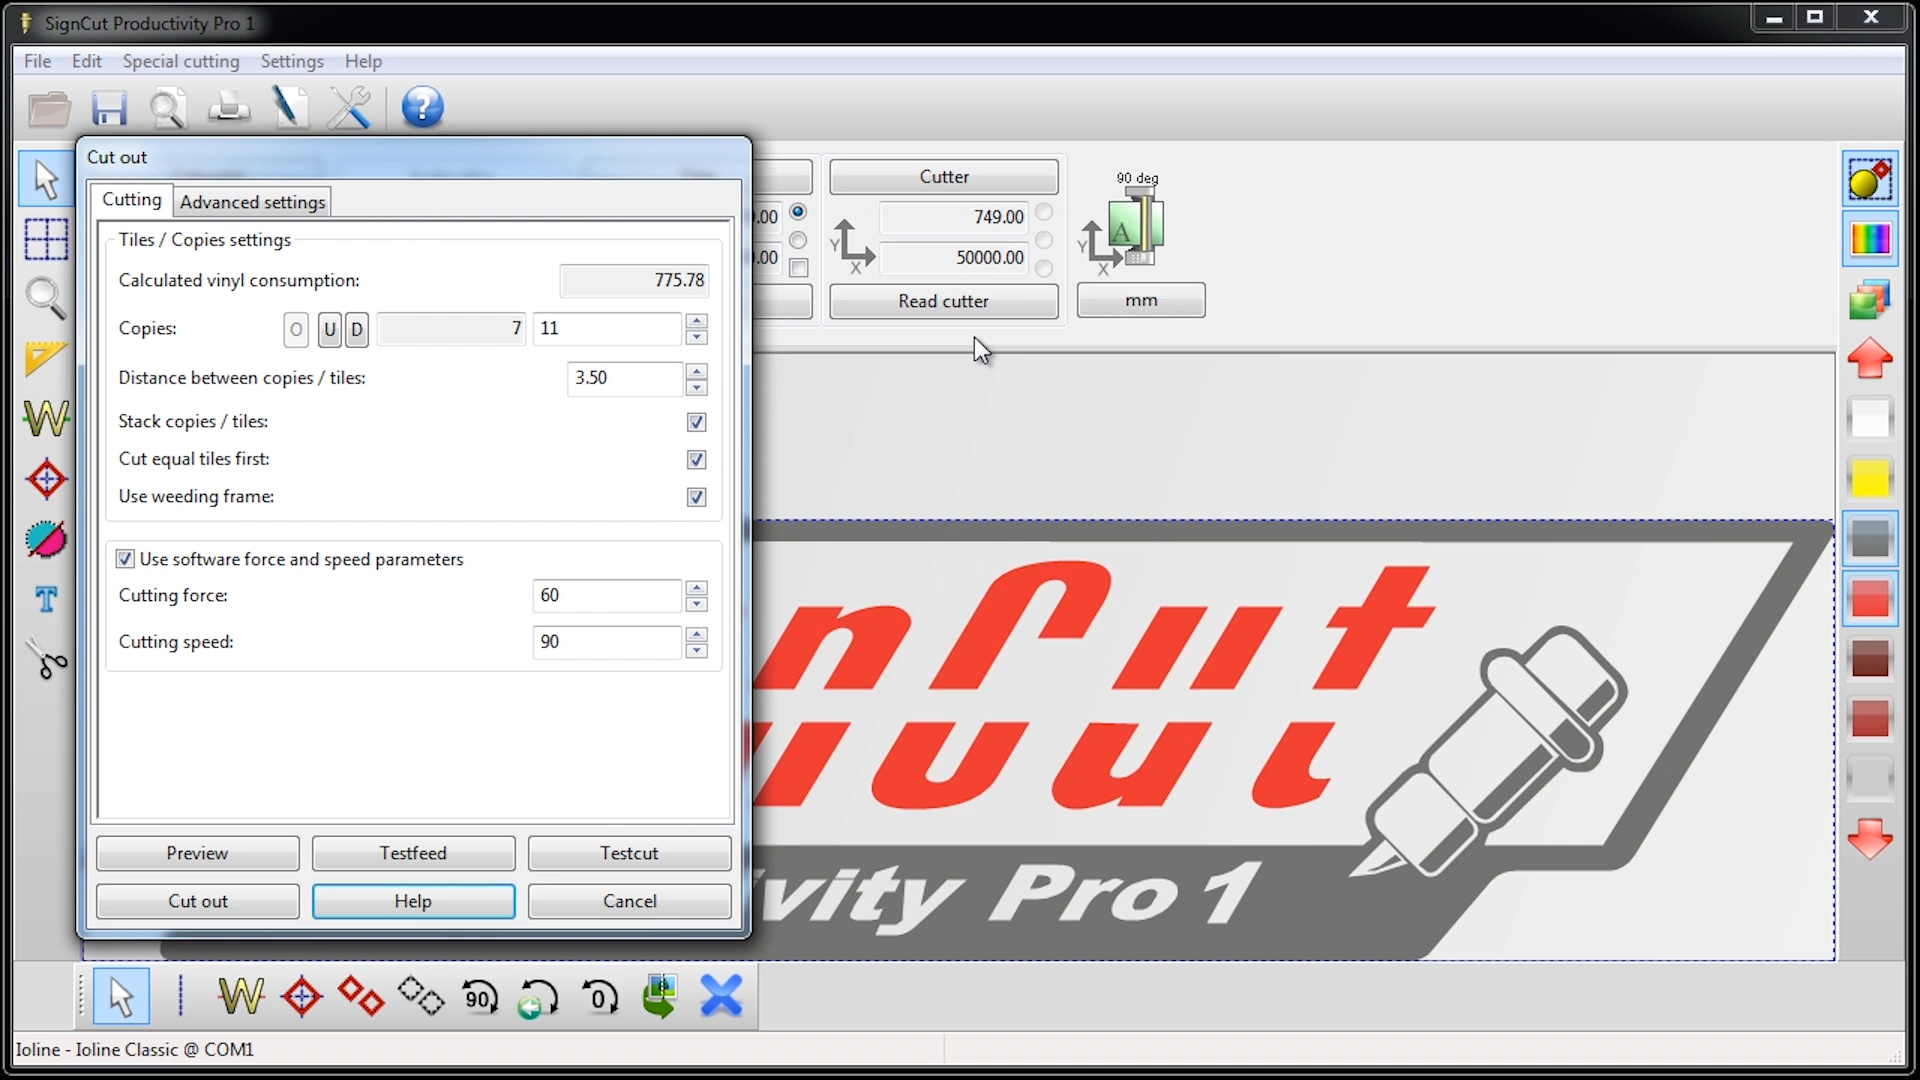 SignCut Productivity Pro 1
File Edit Special cutting Settings Help
Cut out
Cutting Advanced settings
Tiles / Copies settings
Calculated vinyl consumption: 775.78
Copies: O U D 7 11
Distance between copies / tiles: 3.50
Stack copies / tiles:
Cut equal tiles first:
Use weeding frame:
Use software force and speed parameters
Cutting force: 60
Cutting speed: 90
Preview Testfeed Testcut
Cut out Help Cancel
Cutter
749.00
Y X 50000.00
Read cutter
90 deg
A
Y X
mm
W
T
nCut
vity Pro 1
W 90 0
Ioline - Ioline Classic @ COM1